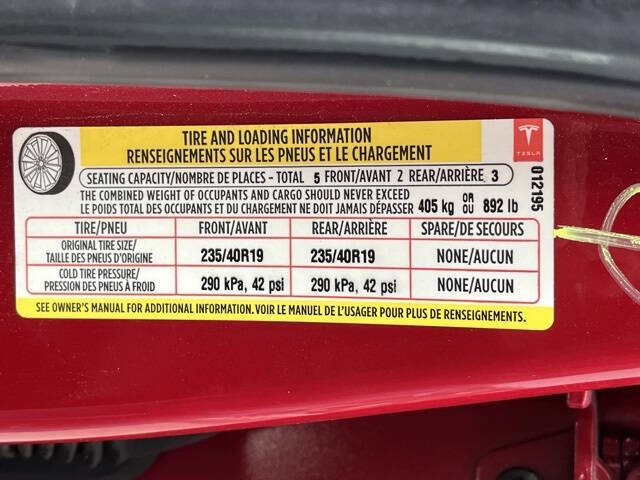 TIRE AND LOADING INFORMATION
RENSEIGNEMENTS SUR LES PNEUS ET LE CHARGEMENT
TESLA
SEATING CAPACITY/NOMBRE DE PLACES - TOTAL 5 FRONT/AVANT 2 REAR/ARRIÈRE 3
THE COMBINED WEIGHT OF OCCUPANTS AND CARGO SHOULD NEVER EXCEED
LE POIDS TOTAL DES OCCUPANTS ET DU CHARGEMENT NE DOIT JAMAIS DÉPASSER 405 kg OR OU 892 lb
012195
TIRE/PNEU FRONT/AVANT REAR/ARRIÈRE SPARE/DE SECOURS
ORIGINAL TIRE SIZE/
TAILLE DES PNEUS D'ORIGINE 235/40R19 235/40R19 NONE/AUCUN
COLD TIRE PRESSURE/
PRESSION DES PNEUS À FROID 290 kPa, 42 psi 290 kPa, 42 psi NONE/AUCUN
SEE OWNER'S MANUAL FOR ADDITIONAL INFORMATION. VOIR LE MANUEL DE L'USAGER POUR PLUS DE RENSEIGNEMENTS.